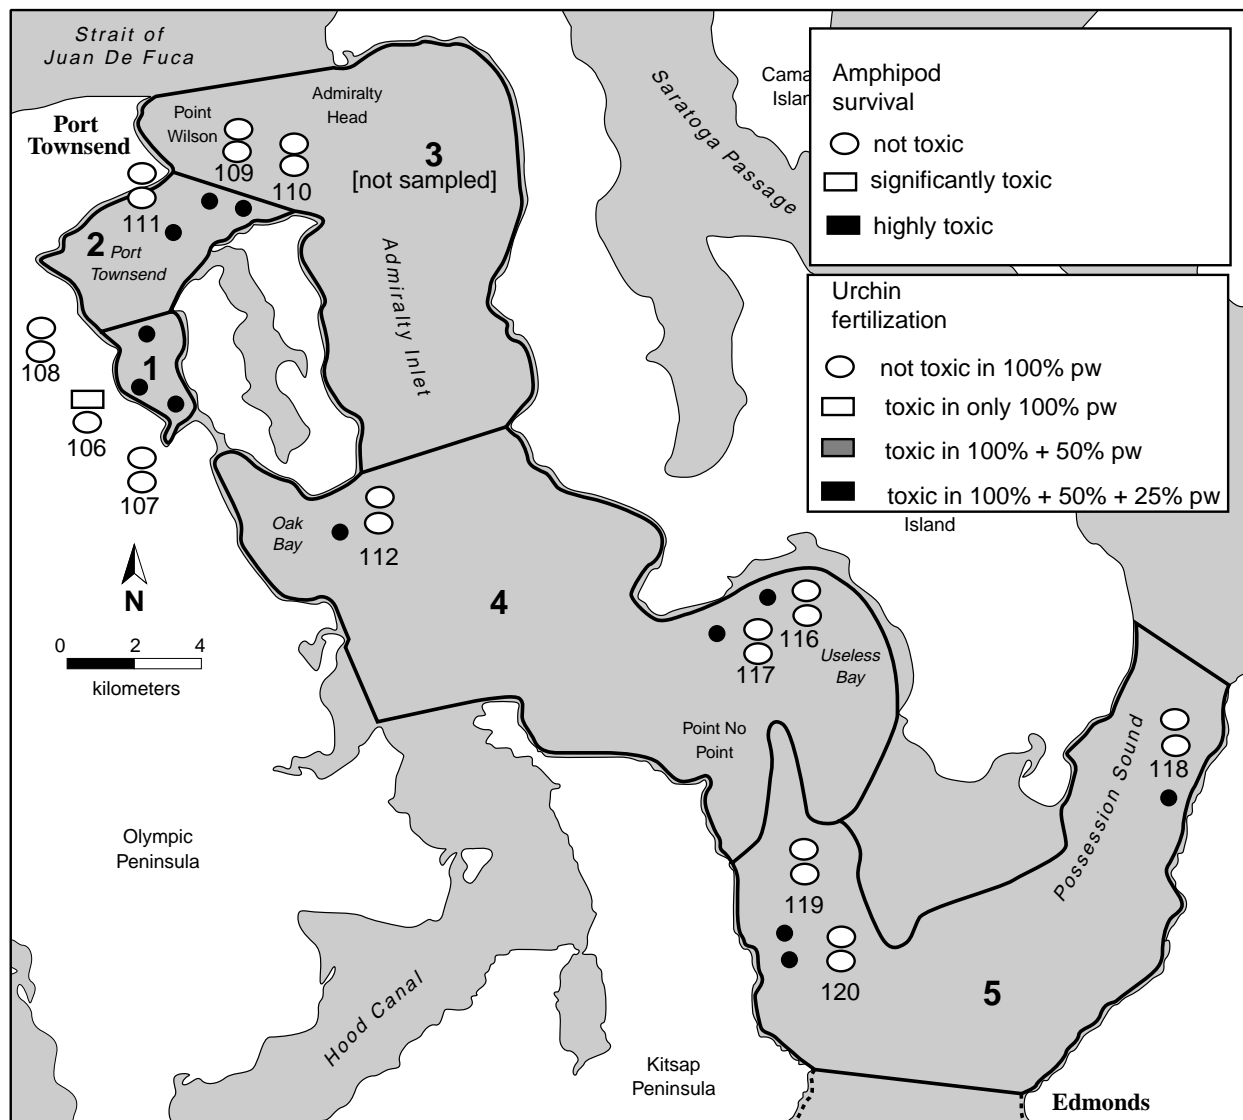 Strait of
Juan De Fuca
Port
Townsend
Point
Wilson
Admiralty
Head
109
110
3
[not sampled]
111
2
Port
Townsend
1
108
106
107
Admiralty Inlet
Saratoga Passage
Cama
Islan
Amphipod
survival
not toxic
significantly toxic
highly toxic
Urchin
fertilization
not toxic in 100% pw
toxic in only 100% pw
toxic in 100% + 50% pw
toxic in 100% + 50% + 25% pw
Island
Oak
Bay
112
N
0 2 4
kilometers
4
116
117
Useless
Bay
Point No
Point
118
Possession Sound
Olympic
Peninsula
119
120
5
Hood Canal
Kitsap
Peninsula
Edmonds